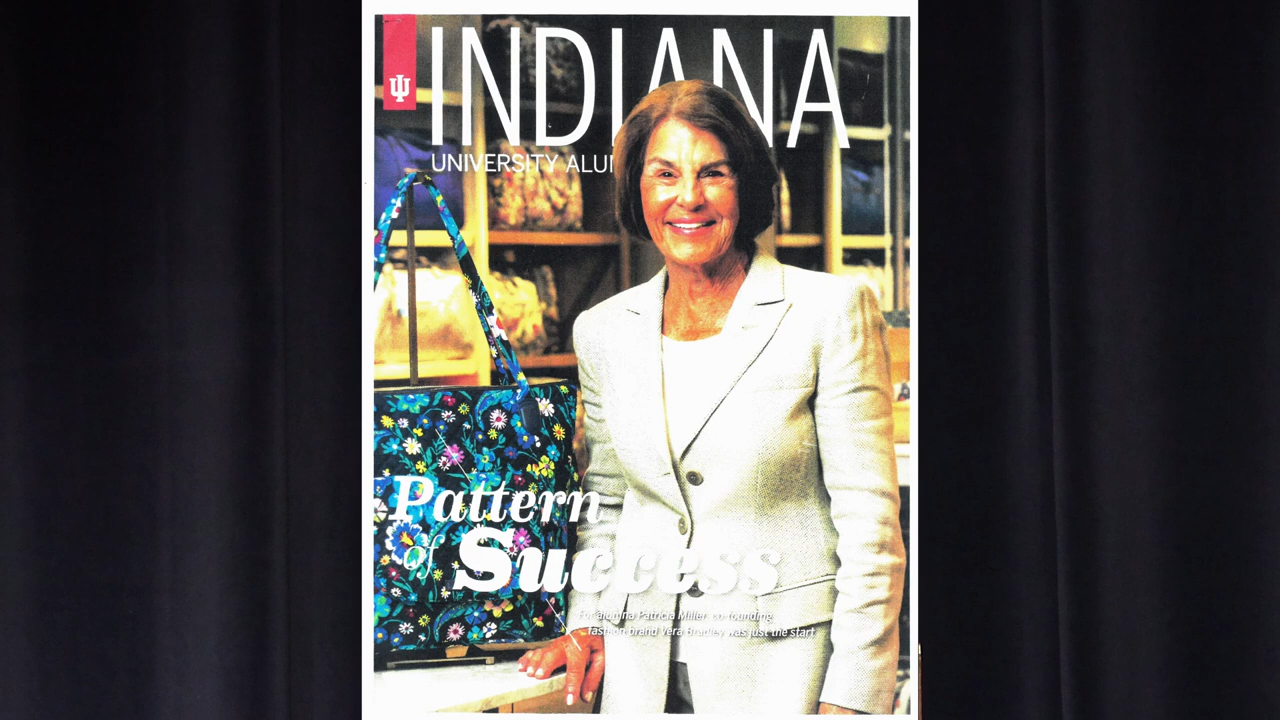 INDIANA
UNIVERSITY ALUM
Pattern
of Success
For alumna Patricia Miller, co-founding
fashion brand Vera Bradley was just the start